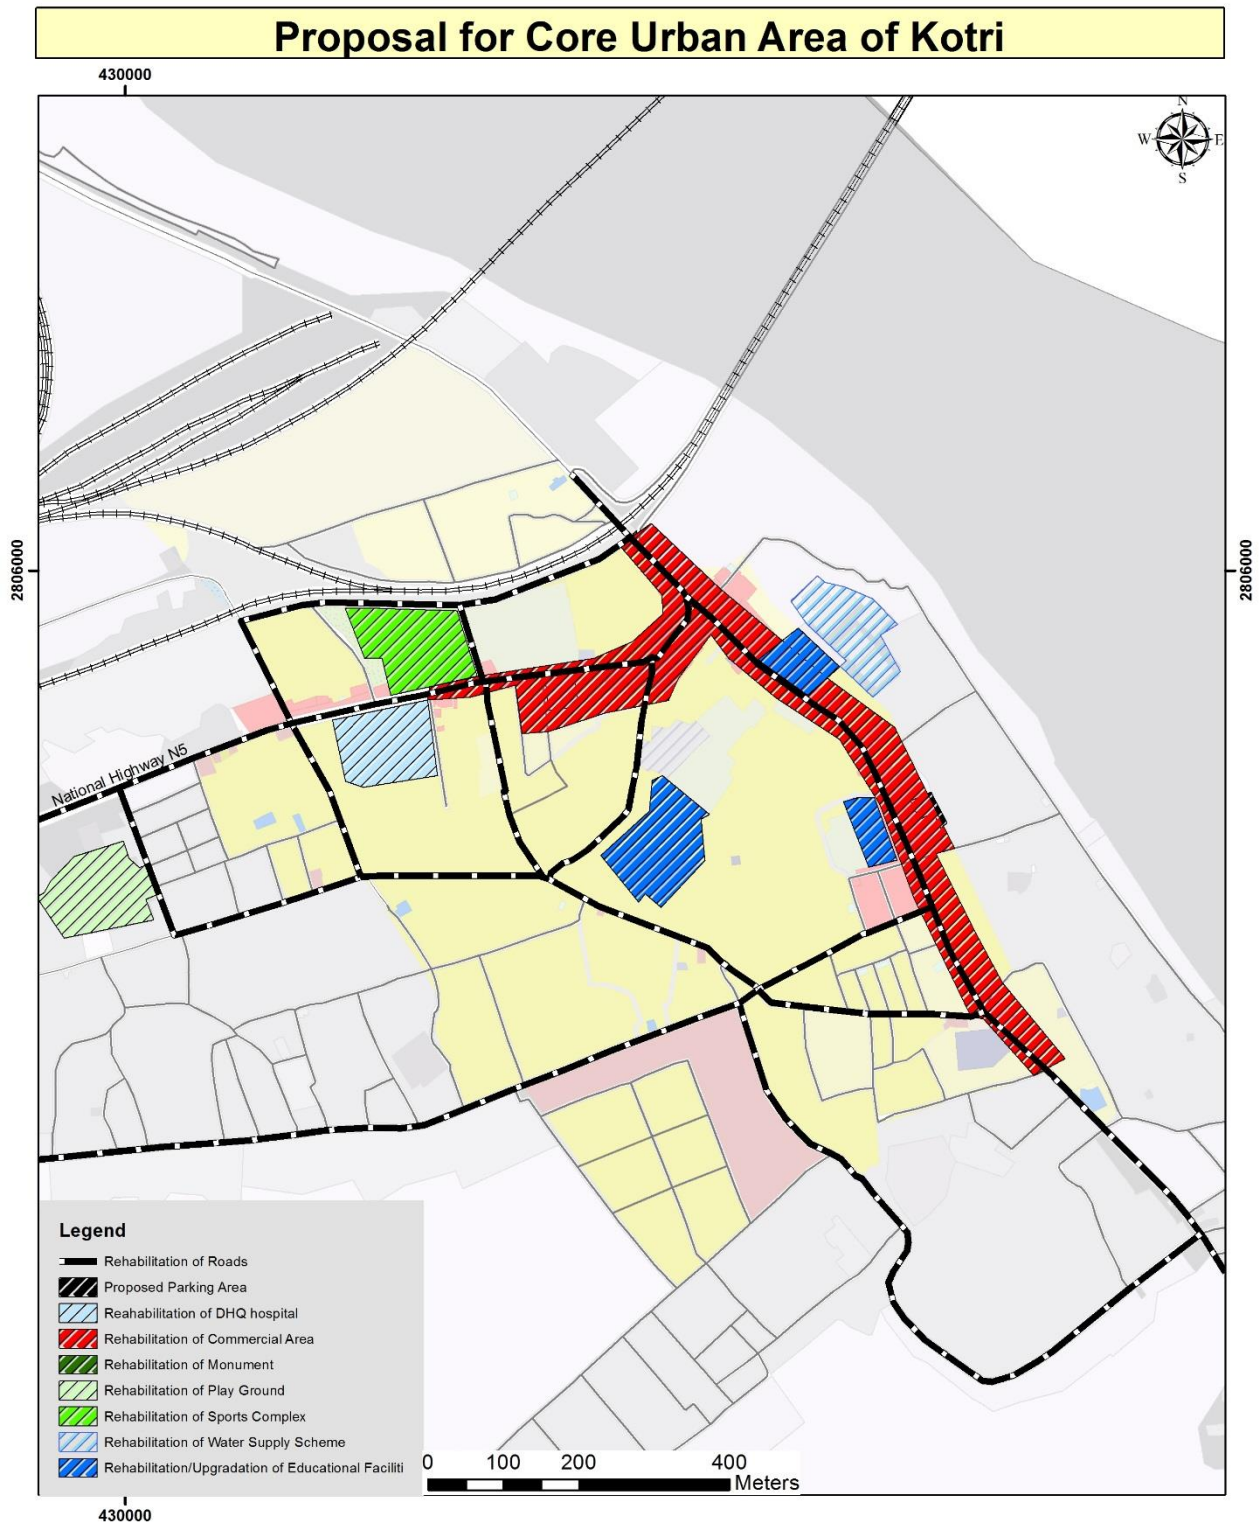 Proposal for Core Urban Area of Kotri
430000
N
W E
S
2806000
2806000
National Highway N5
Legend
Rehabilitation of Roads
Proposed Parking Area
Reahabilitation of DHQ hospital
Rehabilitation of Commercial Area
Rehabilitation of Monument
Rehabilitation of Play Ground
Rehabilitation of Sports Complex
Rehabilitation of Water Supply Scheme
Rehabilitation/Upgradation of Educational Faciliti
0 100 200 400
Meters
430000